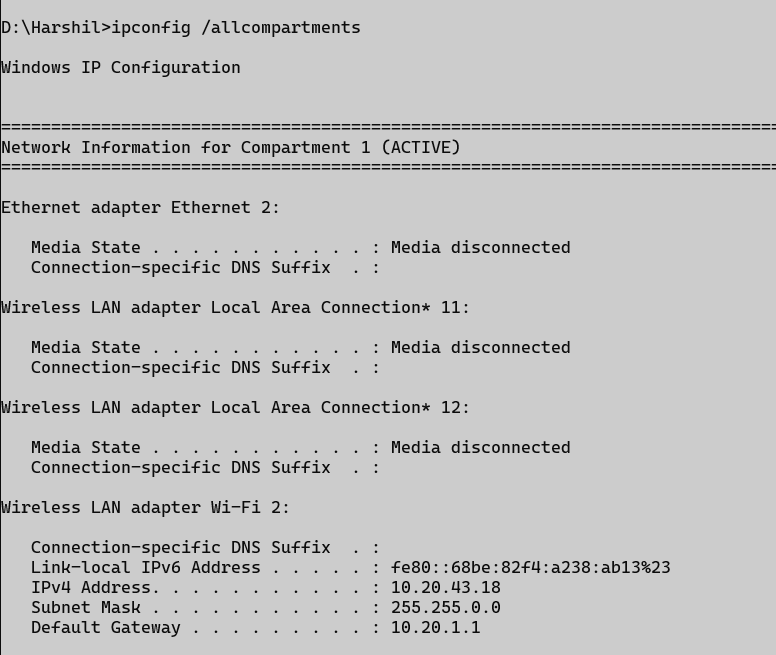 D:\Harshil>ipconfig /allcompartments
Windows IP Configuration
==============================================================================
Network Information for Compartment 1 (ACTIVE)
==============================================================================
Ethernet adapter Ethernet 2:
   Media State . . . . . . . . . . . : Media disconnected
   Connection-specific DNS Suffix  . :
Wireless LAN adapter Local Area Connection* 11:
   Media State . . . . . . . . . . . : Media disconnected
   Connection-specific DNS Suffix  . :
Wireless LAN adapter Local Area Connection* 12:
   Media State . . . . . . . . . . . : Media disconnected
   Connection-specific DNS Suffix  . :
Wireless LAN adapter Wi-Fi 2:
   Connection-specific DNS Suffix  . :
   Link-local IPv6 Address . . . . . : fe80::68be:82f4:a238:ab13%23
   IPv4 Address. . . . . . . . . . . : 10.20.43.18
   Subnet Mask . . . . . . . . . . . : 255.255.0.0
   Default Gateway . . . . . . . . . : 10.20.1.1